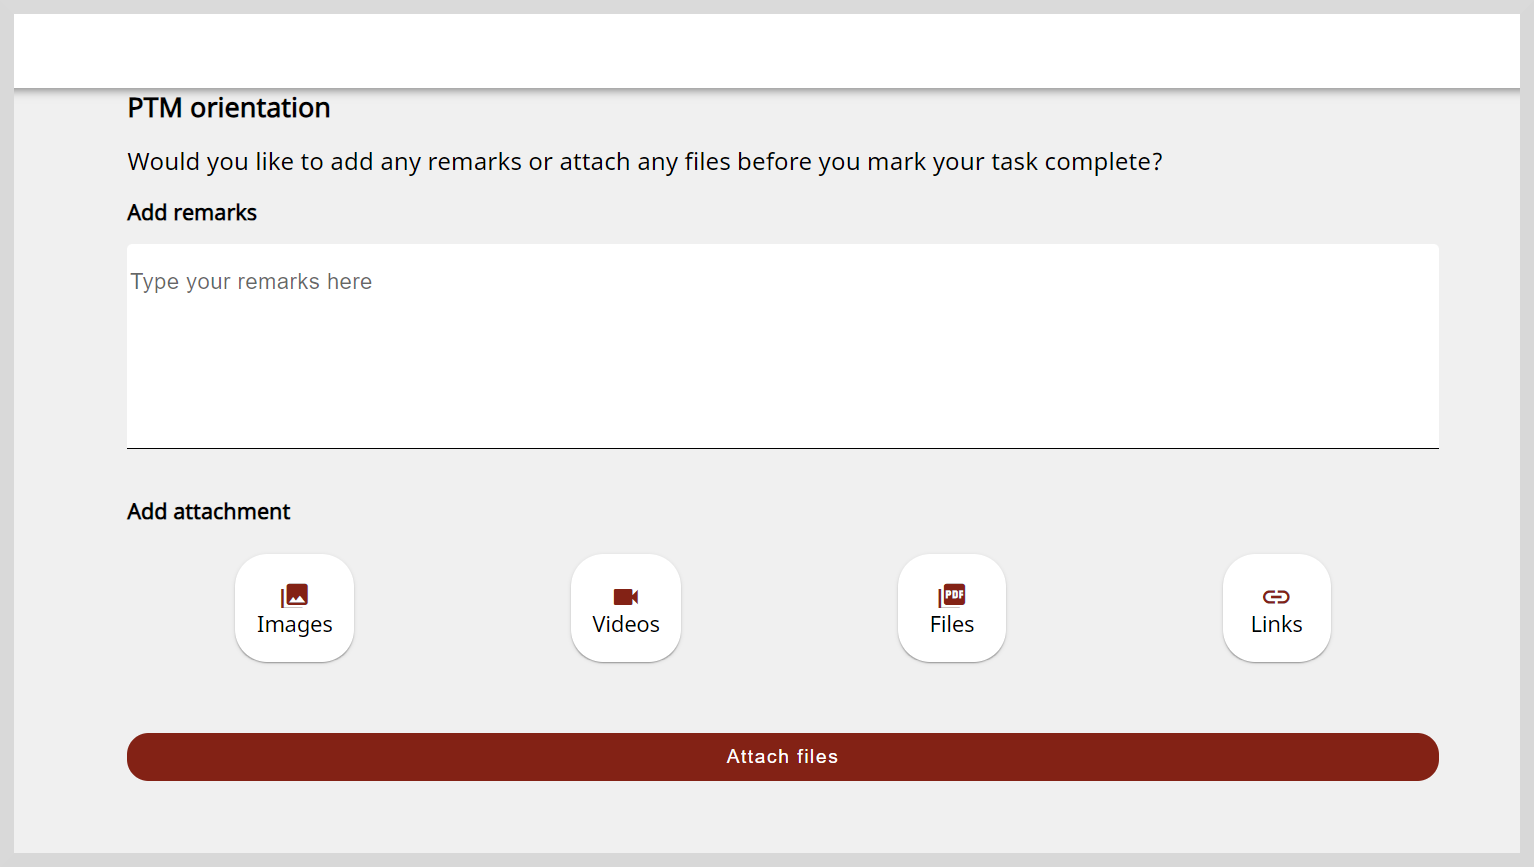 PTM orientation
Would you like to add any remarks or attach any files before you mark your task complete?
Add remarks
Type your remarks here
Add attachment
Images Videos PDF Files Links
Attach files